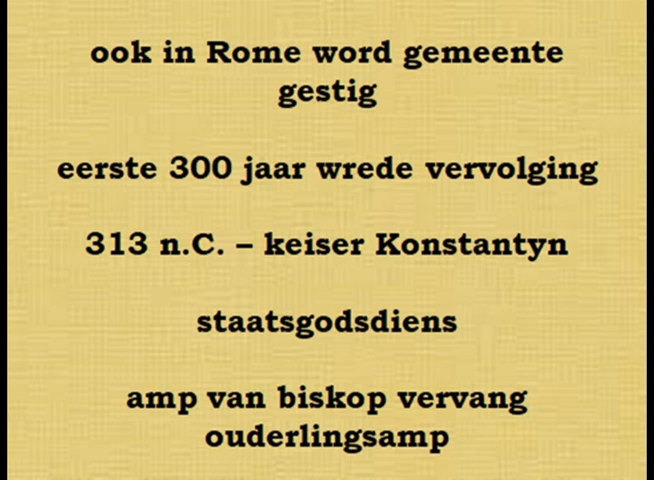 ook in Rome word gemeente
gestig
eerste 300 jaar wrede vervolging
313 n.C. – keiser Konstantyn
staatsgodsdiens
amp van biskop vervang
ouderlingsamp